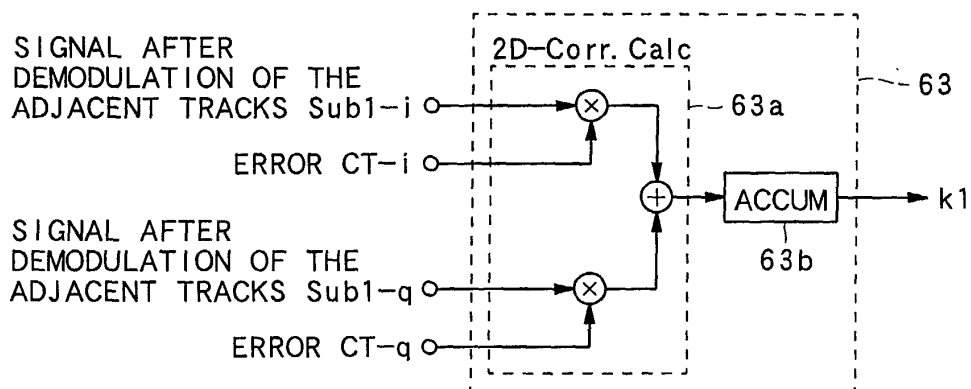 SIGNAL AFTER
DEMODULATION OF THE
ADJACENT TRACKS Sub1-i
ERROR CT-i
SIGNAL AFTER
DEMODULATION OF THE
ADJACENT TRACKS Sub1-q
ERROR CT-q
2D-Corr. Calc
63a
63
ACCUM
63b
k1